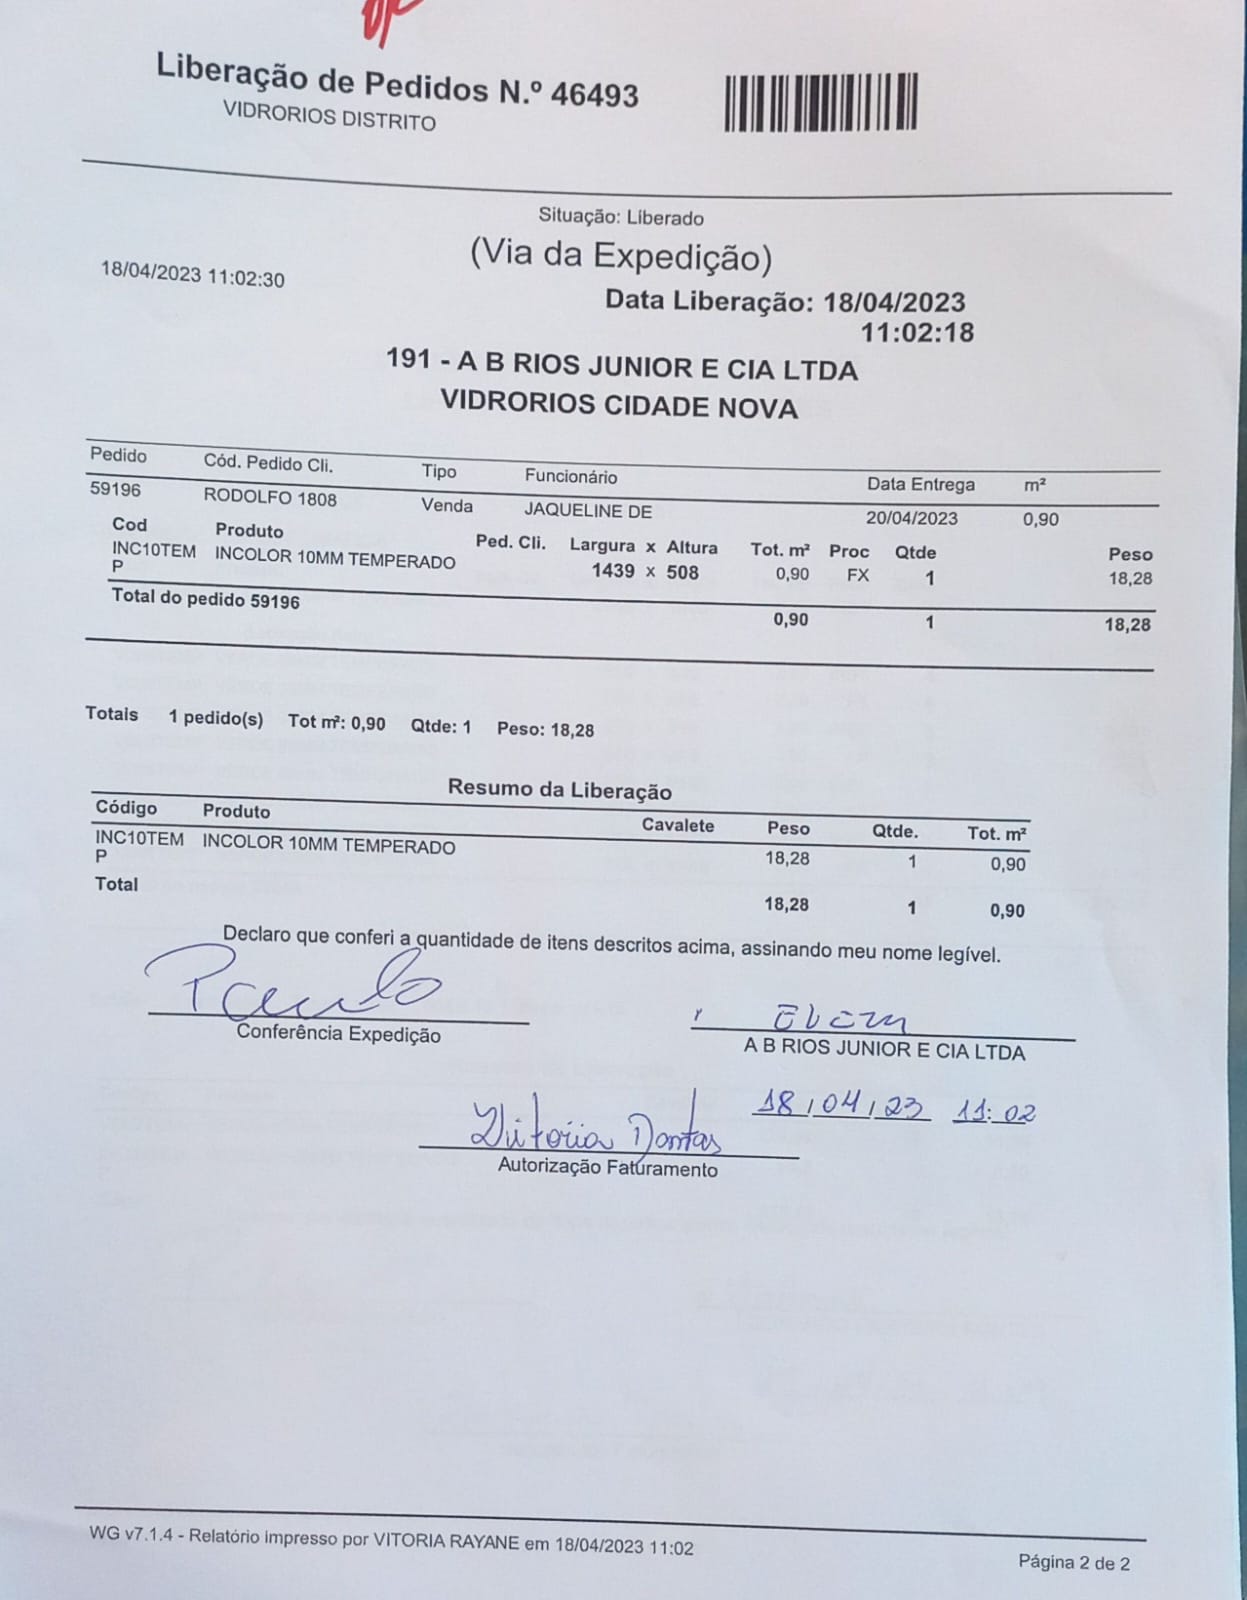 Liberação de Pedidos N.º 46493
VIDRORIOS DISTRITO
Situação: Liberado
(Via da Expedição)
18/04/2023 11:02:30
Data Liberação: 18/04/2023
11:02:18
191 - A B RIOS JUNIOR E CIA LTDA
VIDRORIOS CIDADE NOVA
Pedido Cód. Pedido Cli. Tipo Funcionário Data Entrega m²
59196 RODOLFO 1808 Venda JAQUELINE DE 20/04/2023 0,90
Cod Produto Ped. Cli. Largura x Altura Tot. m² Proc Qtde Peso
INC10TEM INCOLOR 10MM TEMPERADO 1439 x 508 0,90 FX 1 18,28
P
Total do pedido 59196 0,90 1 18,28
Totais 1 pedido(s) Tot m²: 0,90 Qtde: 1 Peso: 18,28
Resumo da Liberação
Código Produto Cavalete Peso Qtde. Tot. m²
INC10TEM INCOLOR 10MM TEMPERADO 18,28 1 0,90
P
Total 18,28 1 0,90
Declaro que conferi a quantidade de itens descritos acima, assinando meu nome legível.
Conferência Expedição
A B RIOS JUNIOR E CIA LTDA
18/04/23 11:02
Vitoria Dantas
Autorização Faturamento
WG v7.1.4 - Relatório impresso por VITORIA RAYANE em 18/04/2023 11:02
Página 2 de 2